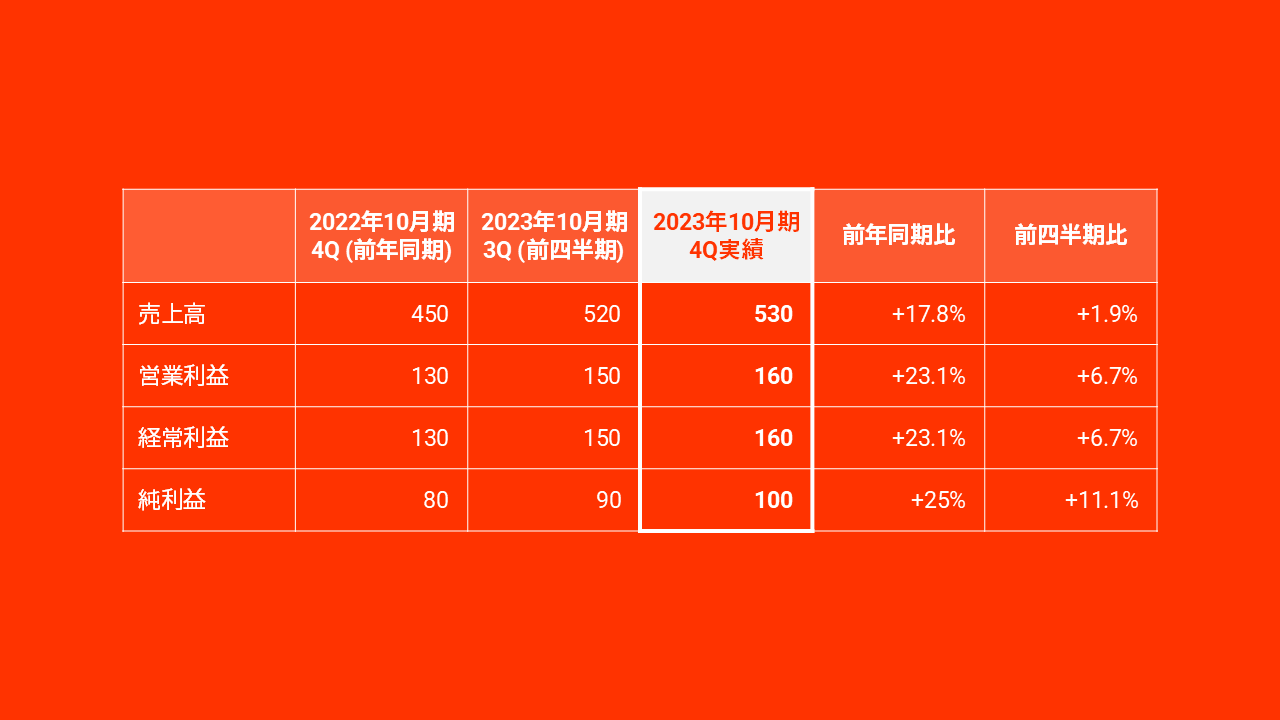 2022年10月期 2023年10月期 2023年10月期
4Q (前年同期) 3Q (前四半期) 4Q実績 前年同期比 前四半期比
売上高 450 520 530 +17.8% +1.9%
営業利益 130 150 160 +23.1% +6.7%
経常利益 130 150 160 +23.1% +6.7%
純利益 80 90 100 +25% +11.1%